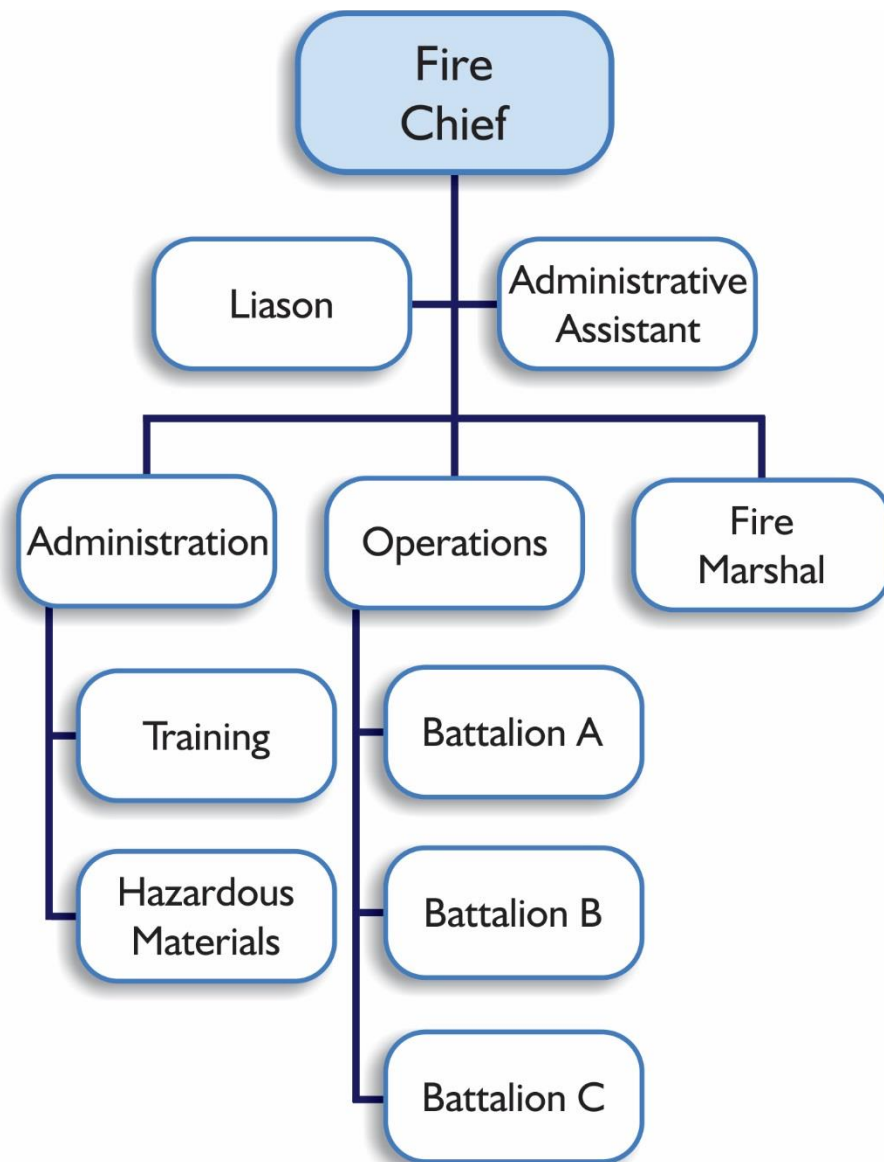 Fire
Chief
Liason
Administrative
Assistant
Administration
Operations
Fire
Marshal
Training
Hazardous
Materials
Battalion A
Battalion B
Battalion C